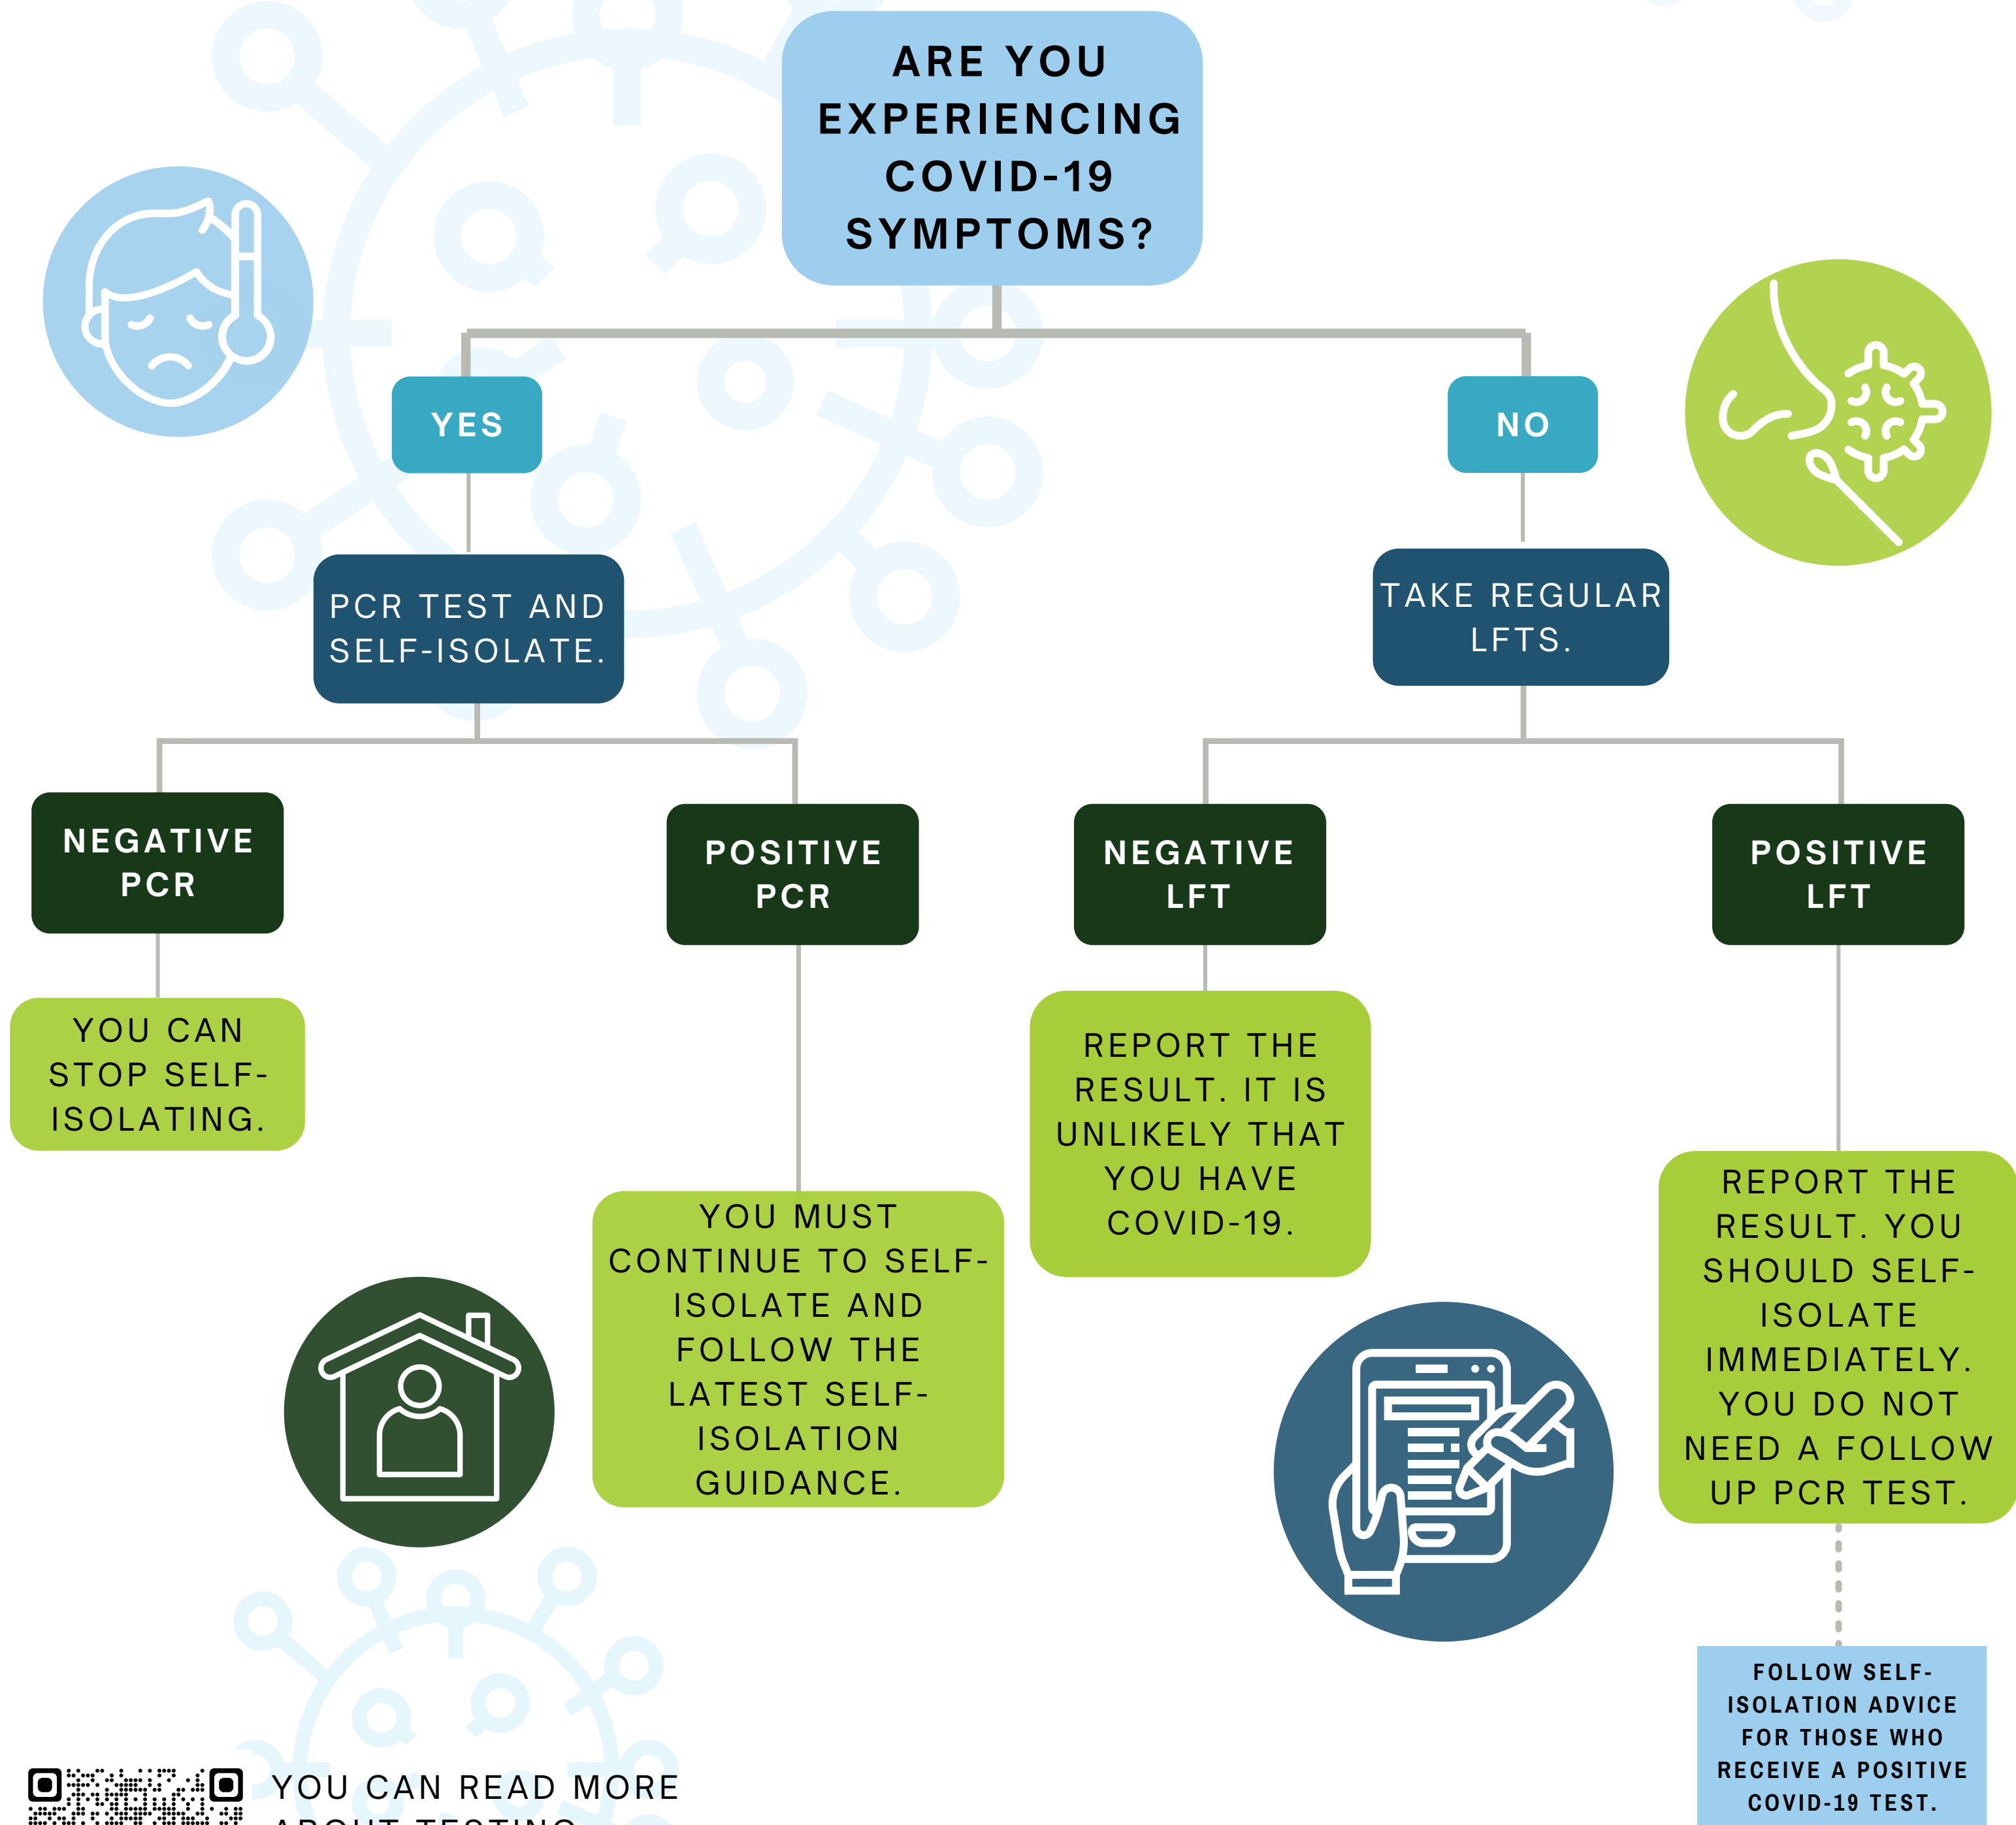 ARE YOU
EXPERIENCING
COVID-19
SYMPTOMS?
YES
NO
PCR TEST AND
SELF-ISOLATE.
TAKE REGULAR
LFTS.
NEGATIVE
PCR
POSITIVE
PCR
NEGATIVE
LFT
POSITIVE
LFT
YOU CAN
STOP SELF-
ISOLATING.
YOU MUST
CONTINUE TO SELF-
ISOLATE AND
FOLLOW THE
LATEST SELF-
ISOLATION
GUIDANCE.
REPORT THE
RESULT. IT IS
UNLIKELY THAT
YOU HAVE
COVID-19.
REPORT THE
RESULT. YOU
SHOULD SELF-
ISOLATE
IMMEDIATELY.
YOU DO NOT
NEED A FOLLOW
UP PCR TEST.
FOLLOW SELF-
ISOLATION ADVICE
FOR THOSE WHO
RECEIVE A POSITIVE
COVID-19 TEST.
YOU CAN READ MORE
ABOUT TESTING